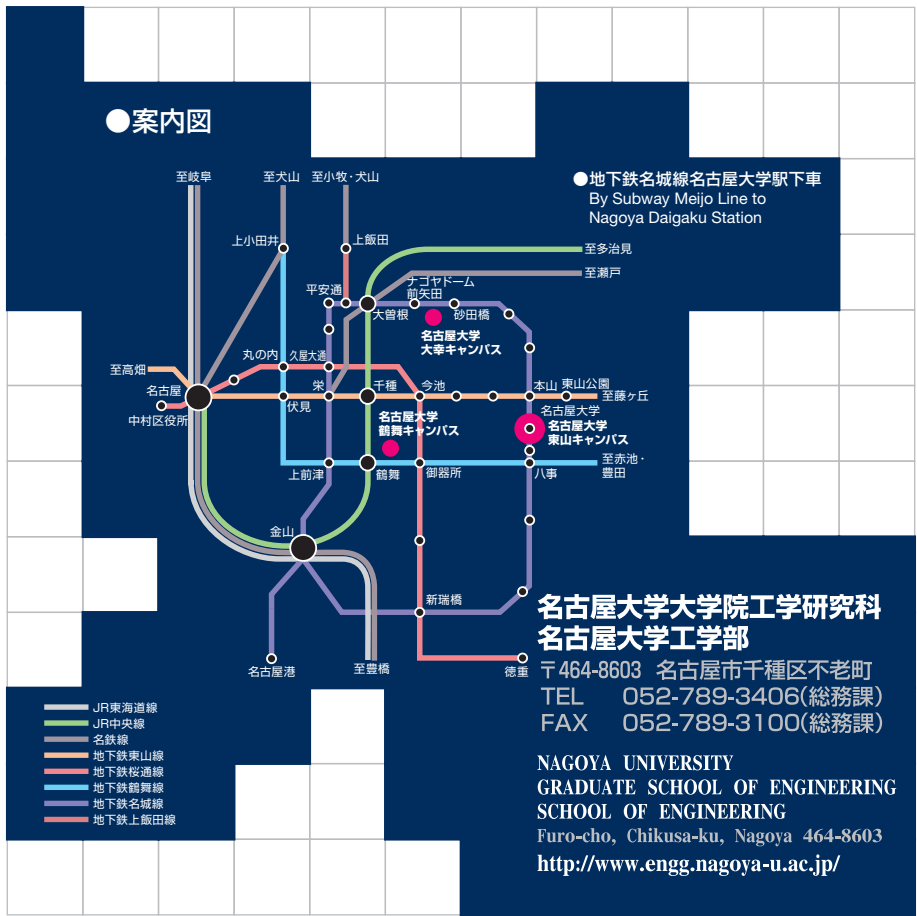 ●案内図
●地下鉄名城線名古屋大学駅下車
By Subway Meijo Line to
Nagoya Daigaku Station
至岐阜
至犬山
至小牧・犬山
上小田井
上飯田
至多治見
至瀬戸
平安通
ナゴヤドーム
前矢田
大曽根
砂田橋
名古屋大学
大幸キャンパス
丸の内
久屋大通
至高畑
名古屋
中村区役所
伏見
栄
千種
今池
本山
東山公園
至藤ヶ丘
名古屋大学
名古屋大学
東山キャンパス
名古屋大学
鶴舞キャンパス
上前津
鶴舞
御器所
八事
至赤池・
豊田
金山
新瑞橋
名古屋港
至豊橋
徳重
JR東海道線
JR中央線
名鉄線
地下鉄東山線
地下鉄桜通線
地下鉄鶴舞線
地下鉄名城線
地下鉄上飯田線
名古屋大学大学院工学研究科
名古屋大学工学部
〒464-8603 名古屋市千種区不老町
TEL 052-789-3406(総務課)
FAX 052-789-3100(総務課)
NAGOYA UNIVERSITY
GRADUATE SCHOOL OF ENGINEERING
SCHOOL OF ENGINEERING
Furo-cho, Chikusa-ku, Nagoya 464-8603
http://www.engg.nagoya-u.ac.jp/